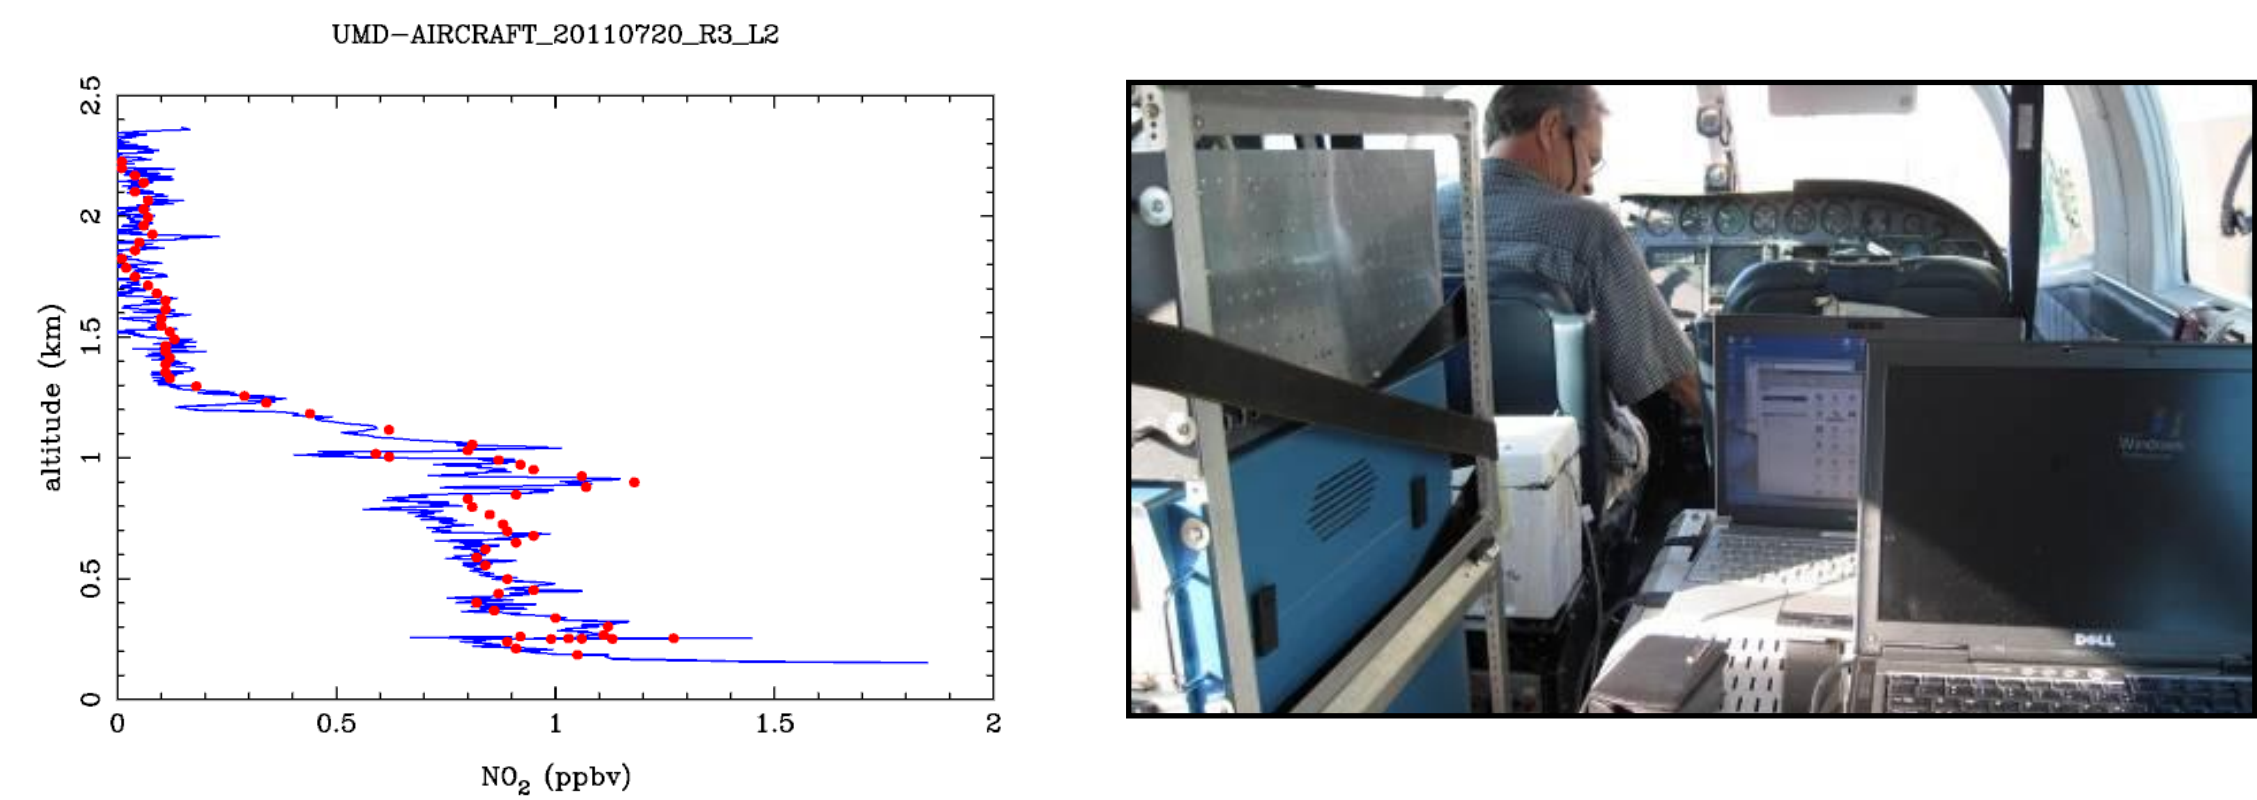 UMD-AIRCRAFT_20110720_R3_L2
2.5
2
1.5
1
0.5
0
altitude (km)
0 0.5 1 1.5 2
NO2 (ppbv)
Windows
DELL